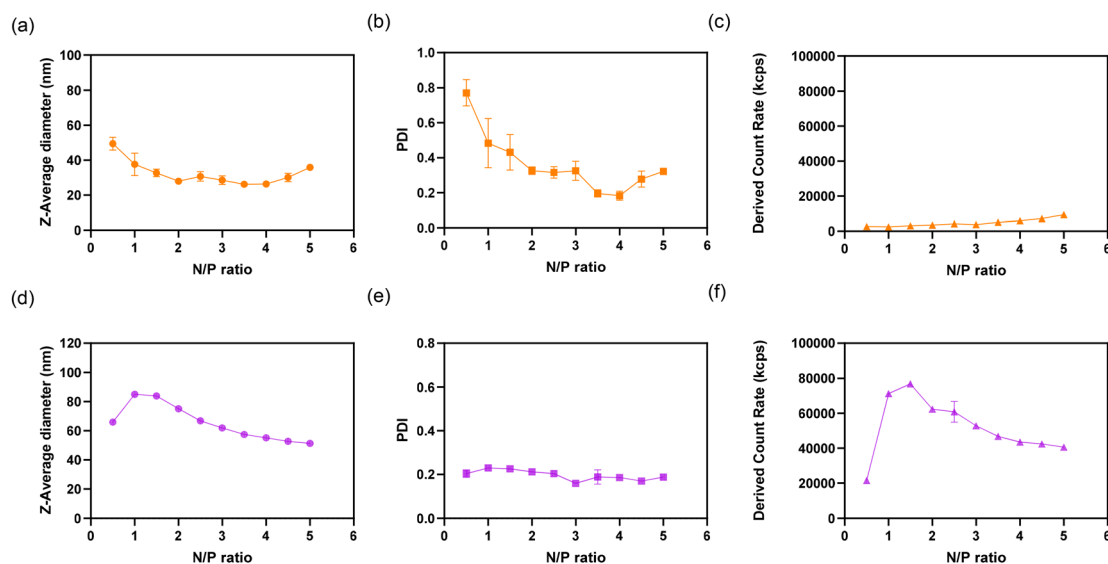 (a)
Z-Average diameter (nm)
100
80
60
40
20
0
0 1 2 3 4 5 6
N/P ratio
(b)
PDI
1.0
0.8
0.6
0.4
0.2
0.0
0 1 2 3 4 5 6
N/P ratio
(c)
Derived Count Rate (kcps)
100000
80000
60000
40000
20000
0
0 1 2 3 4 5 6
N/P ratio
(d)
Z-Average diameter (nm)
120
100
80
60
40
20
0
0 1 2 3 4 5 6
N/P ratio
(e)
PDI
0.8
0.6
0.4
0.2
0.0
0 1 2 3 4 5 6
N/P ratio
(f)
Derived Count Rate (kcps)
100000
80000
60000
40000
20000
0
0 1 2 3 4 5 6
N/P ratio